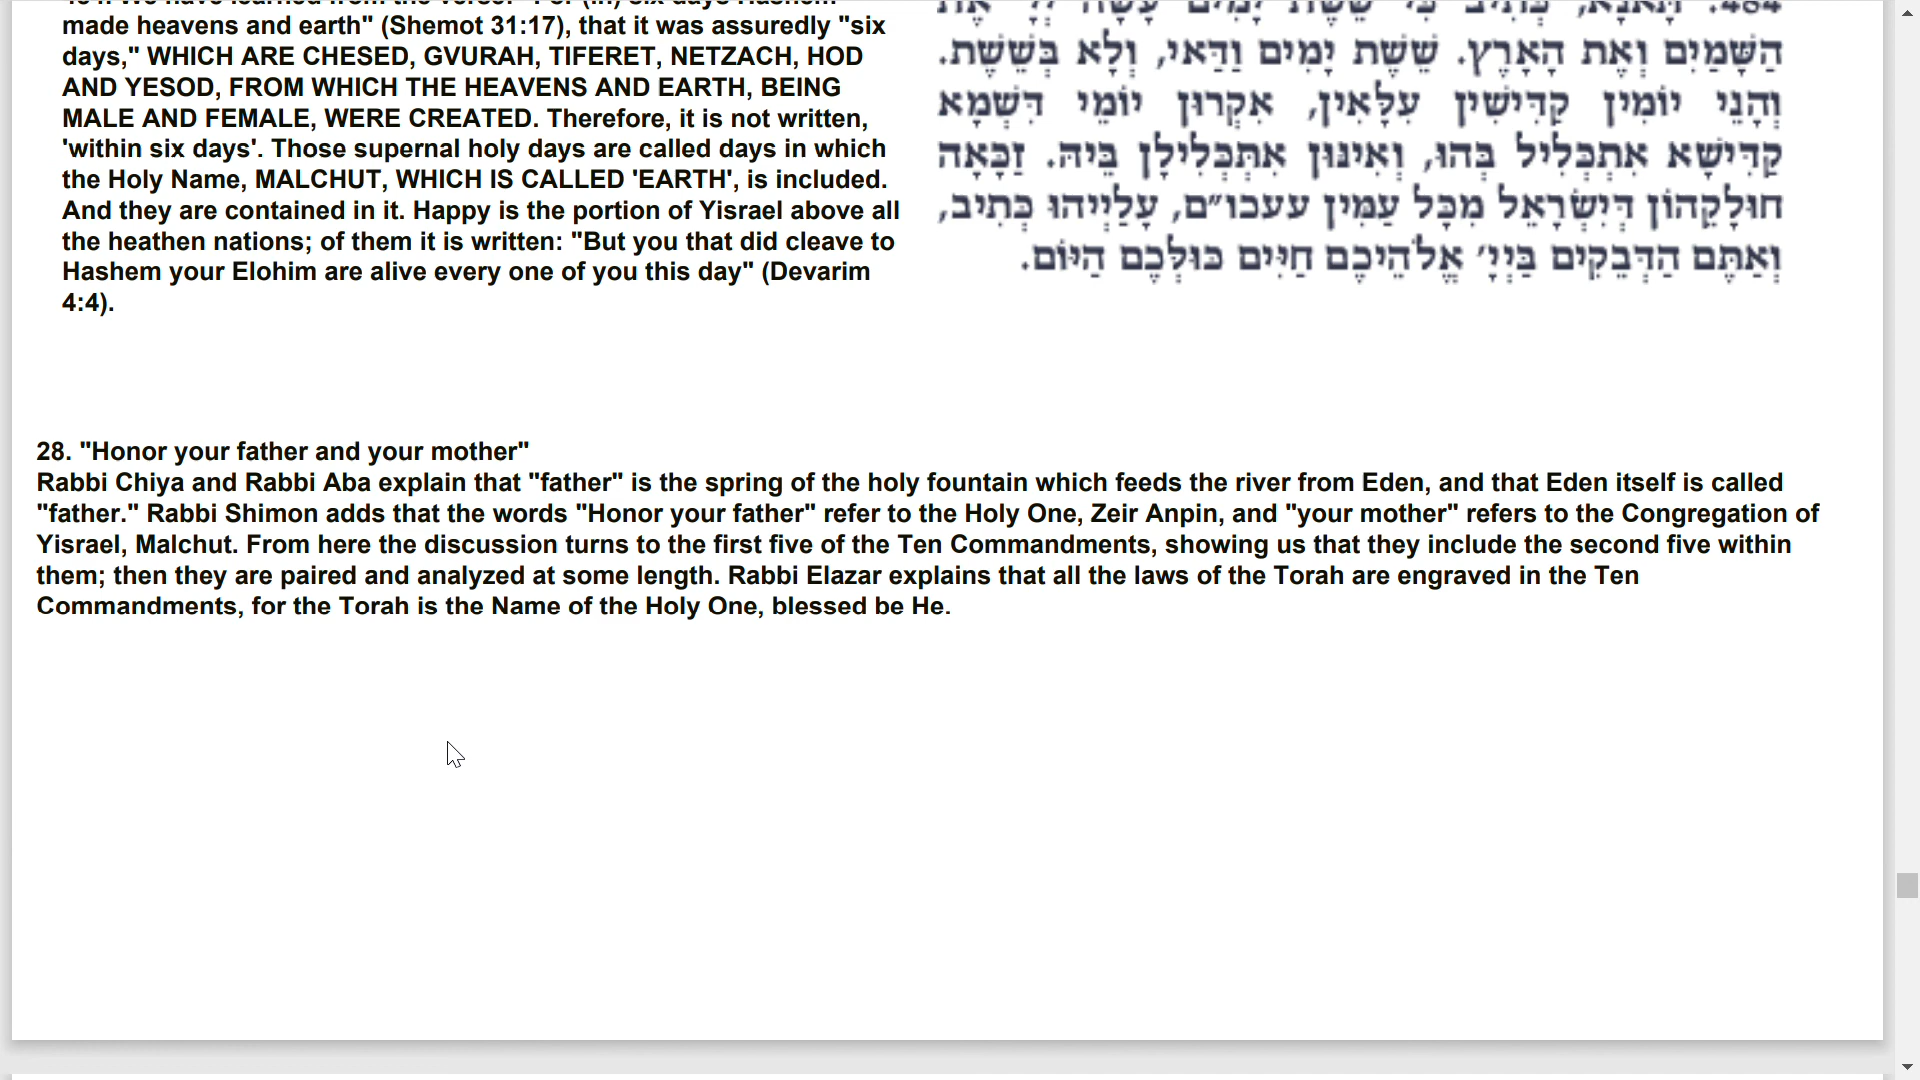 made heavens and earth" (Shemot 31:17), that it was assuredly "six
days," WHICH ARE CHESED, GVURAH, TIFERET, NETZACH, HOD
AND YESOD, FROM WHICH THE HEAVENS AND EARTH, BEING
MALE AND FEMALE, WERE CREATED. Therefore, it is not written,
'within six days'. Those supernal holy days are called days in which
the Holy Name, MALCHUT, WHICH IS CALLED 'EARTH', is included.
And they are contained in it. Happy is the portion of Yisrael above all
the heathen nations; of them it is written: "But you that did cleave to
Hashem your Elohim are alive every one of you this day" (Devarim
4:4).
484. תָּאנָא, כְּתִיב כִּי שֵׁשֶׁת יָמִים עָשָׂה יְיָ' אֶת
הַשָּׁמַיִם וְאֶת הָאָרֶץ. שֵׁשֶׁת יָמִים וַדַּאי, וְלָא בְּשֵׁשֶׁת.
וְהָנֵי יוֹמִין קַדִּישִׁין עִלָּאִין, אִקְרוּן יוֹמֵי דִּשְׁמָא
קַדִּישָׁא אִתְכְּלִיל בְּהוּ, וְאִינּוּן אִתְכְּלִילָן בֵּיהּ. זַכָּאָה
חוּלָקֵהוֹן דְּיִשְׂרָאֵל מִכָּל עַמִּין עעכו״ם, עָלַיְיהוּ כְּתִיב,
וְאַתֶּם הַדְּבֵקִים בַּיְיָ' אֱלֹהֵיכֶם חַיִּים כּוּלְּכֶם הַיּוֹם.
28. "Honor your father and your mother"
Rabbi Chiya and Rabbi Aba explain that "father" is the spring of the holy fountain which feeds the river from Eden, and that Eden itself is called
"father." Rabbi Shimon adds that the words "Honor your father" refer to the Holy One, Zeir Anpin, and "your mother" refers to the Congregation of
Yisrael, Malchut. From here the discussion turns to the first five of the Ten Commandments, showing us that they include the second five within
them; then they are paired and analyzed at some length. Rabbi Elazar explains that all the laws of the Torah are engraved in the Ten
Commandments, for the Torah is the Name of the Holy One, blessed be He.